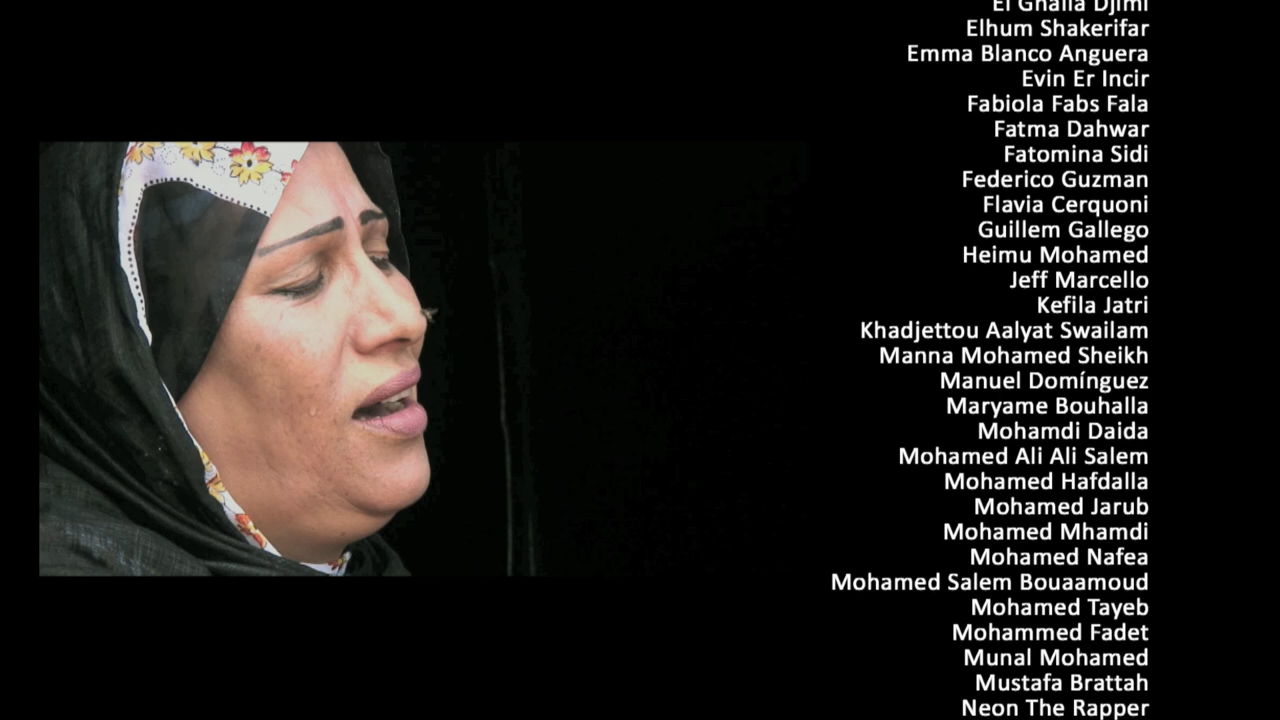 El Ghalia Djimi
Elhum Shakerifar
Emma Blanco Anguera
Evin Er Incir
Fabiola Fabs Fala
Fatma Dahwar
Fatomina Sidi
Federico Guzman
Flavia Cerquoni
Guillem Gallego
Heimu Mohamed
Jeff Marcello
Kefila Jatri
Khadjettou Aalyat Swailam
Manna Mohamed Sheikh
Manuel Domínguez
Maryame Bouhalla
Mohamdi Daida
Mohamed Ali Ali Salem
Mohamed Hafdalla
Mohamed Jarub
Mohamed Mhamdi
Mohamed Nafea
Mohamed Salem Bouaamoud
Mohamed Tayeb
Mohammed Fadet
Munal Mohamed
Mustafa Brattah
Neon The Rapper